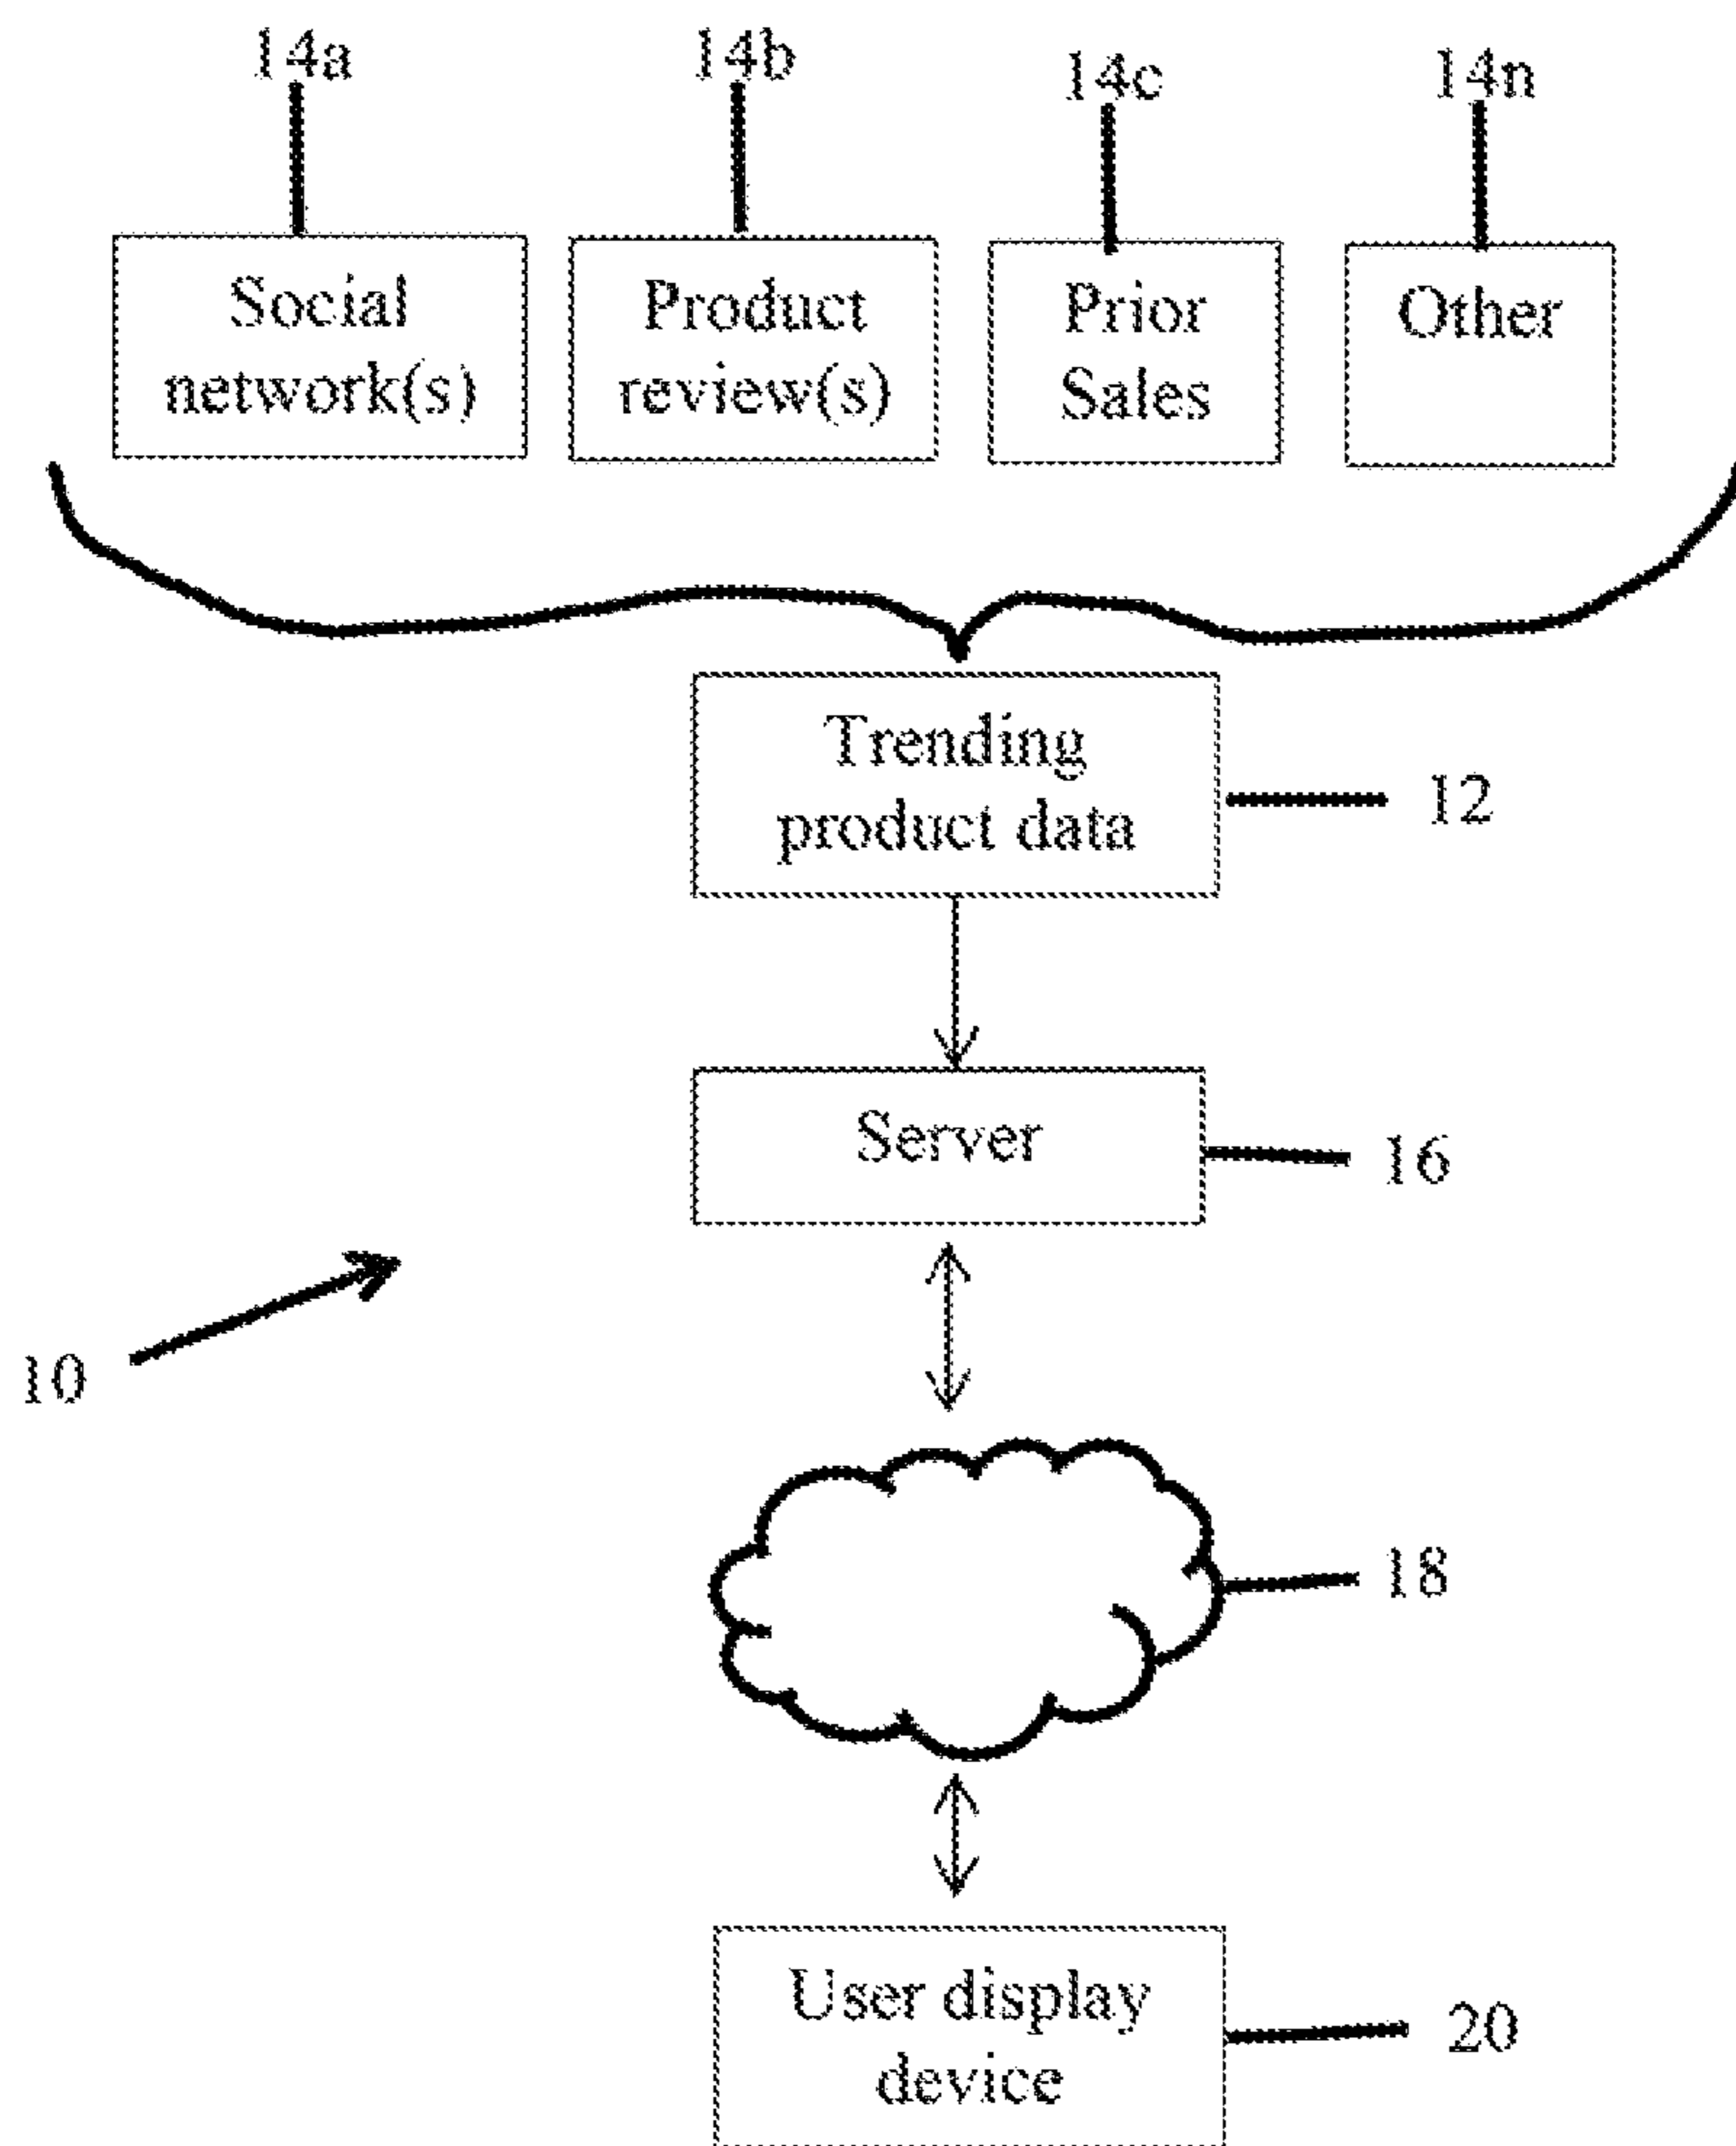 14a
14b
14c
14n
Social
network(s)
Product
review(s)
Prior
Sales
Other
Trending
product data
12
Server
16
10
18
User display
device
20